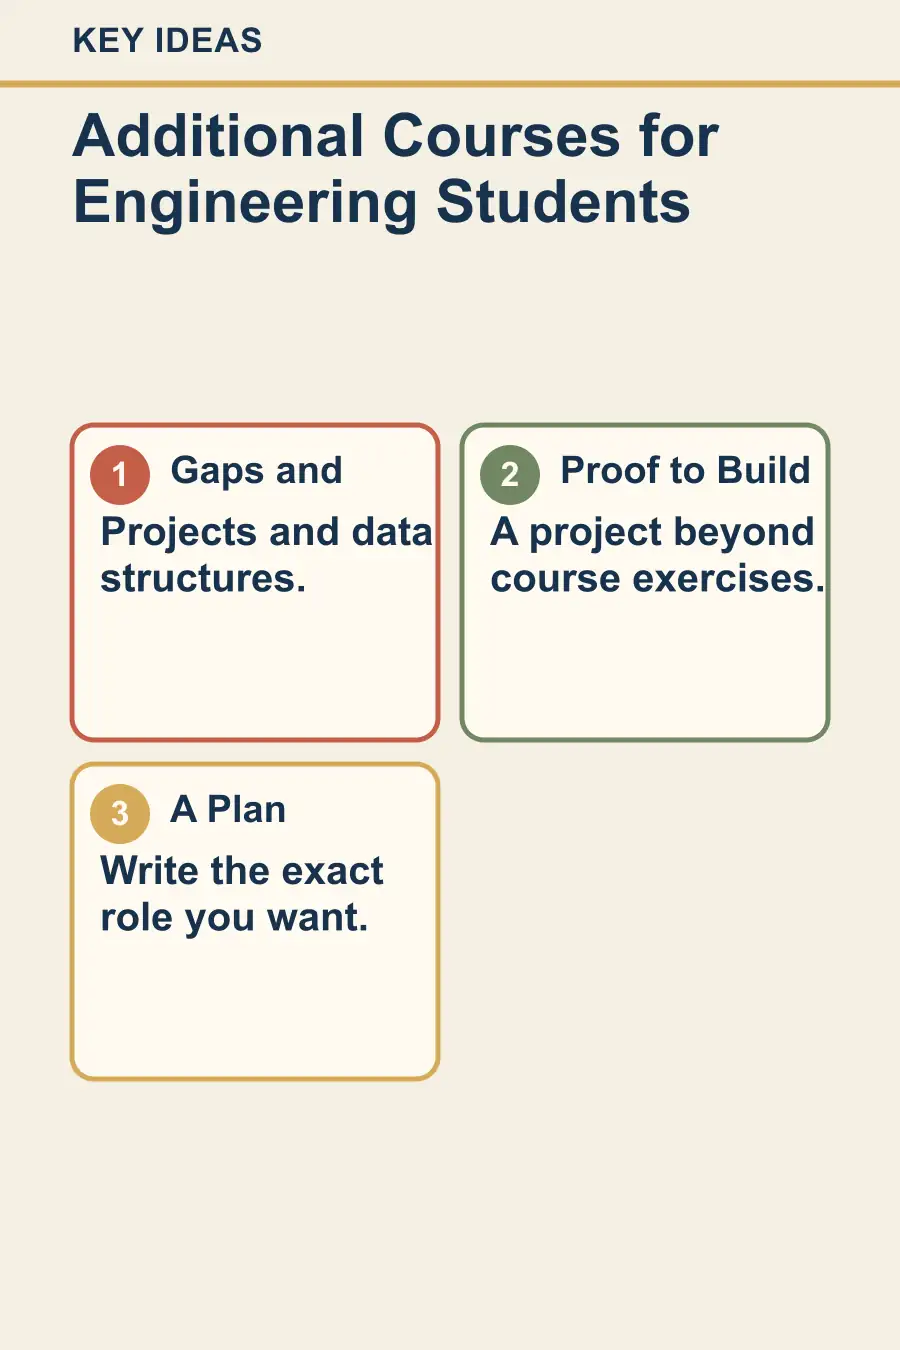 KEY IDEAS
Additional Courses for
Engineering Students
1
Gaps and
Projects and data
structures.
2
Proof to Build
A project beyond
course exercises.
3
A Plan
Write the exact
role you want.